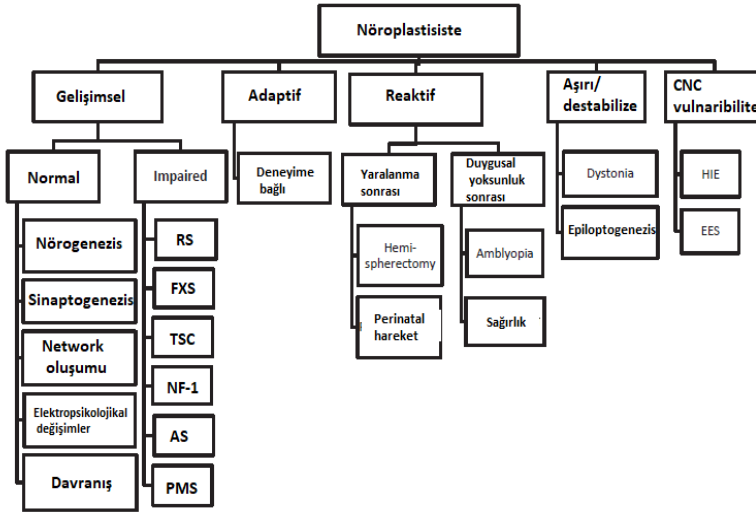 Nöroplastisiste
Gelişimsel
Adaptif
Reaktif
Aşırı/
destabilize
CNC
vulnaribilite
Normal
Impaired
Deneyime
bağlı
Yaralanma
sonrası
Duygusal
yoksunluk
sonrası
Dystonia
HIE
Nörogenezis
RS
Hemi-
spherectomy
Amblyopia
Epiloptogenezis
EES
Sinaptogenezis
FXS
Perinatal
hareket
Sağırlık
Network
oluşumu
TSC
Elektropsikolojikal
değişimler
NF-1
AS
Davranış
PMS